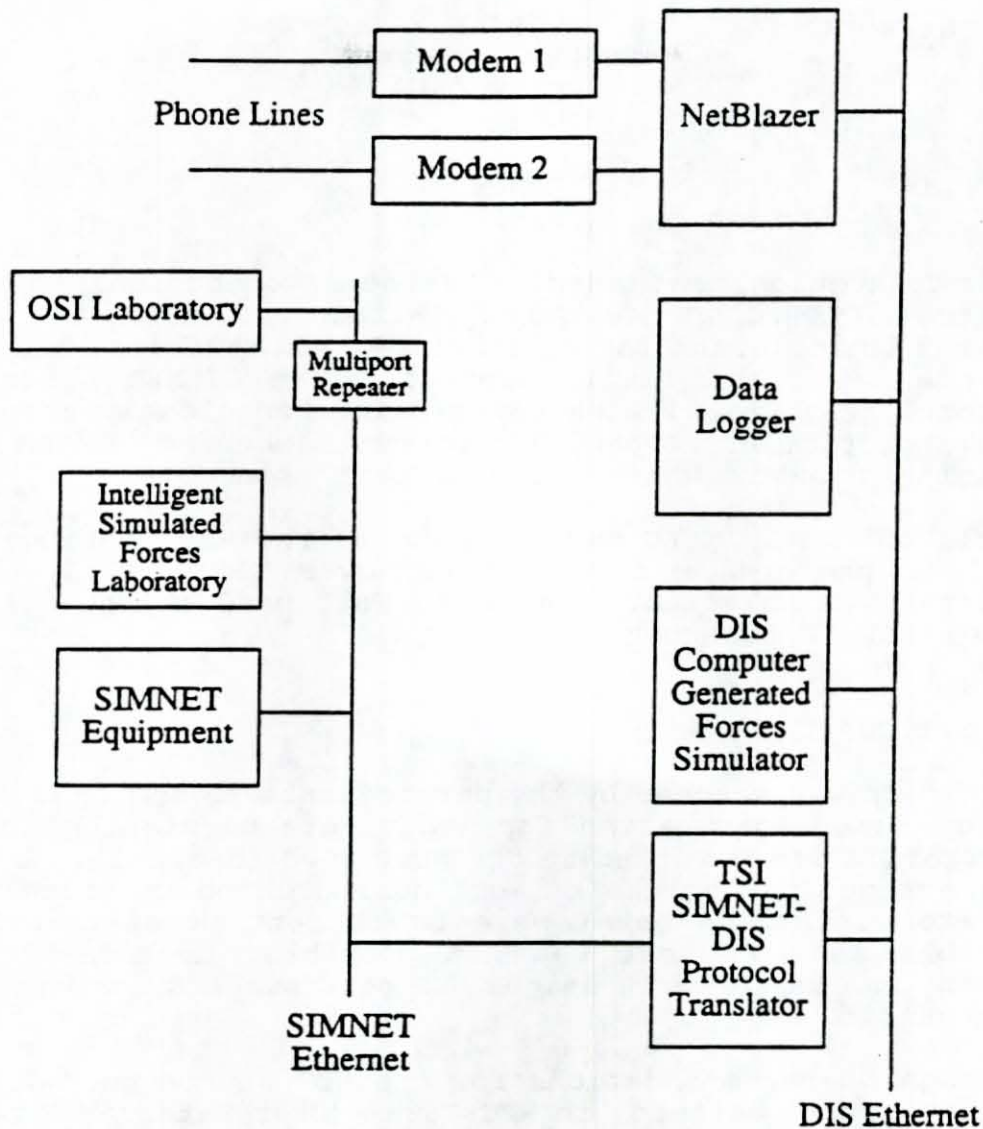 Modem 1
Phone Lines
Modem 2
NetBlazer
OSI Laboratory
Multiport
Repeater
Data
Logger
Intelligent
Simulated
Forces
Laboratory
DIS
Computer
Generated
Forces
Simulator
SIMNET
Equipment
TSI
SIMNET-
DIS
Protocol
Translator
SIMNET
Ethernet
DIS Ethernet